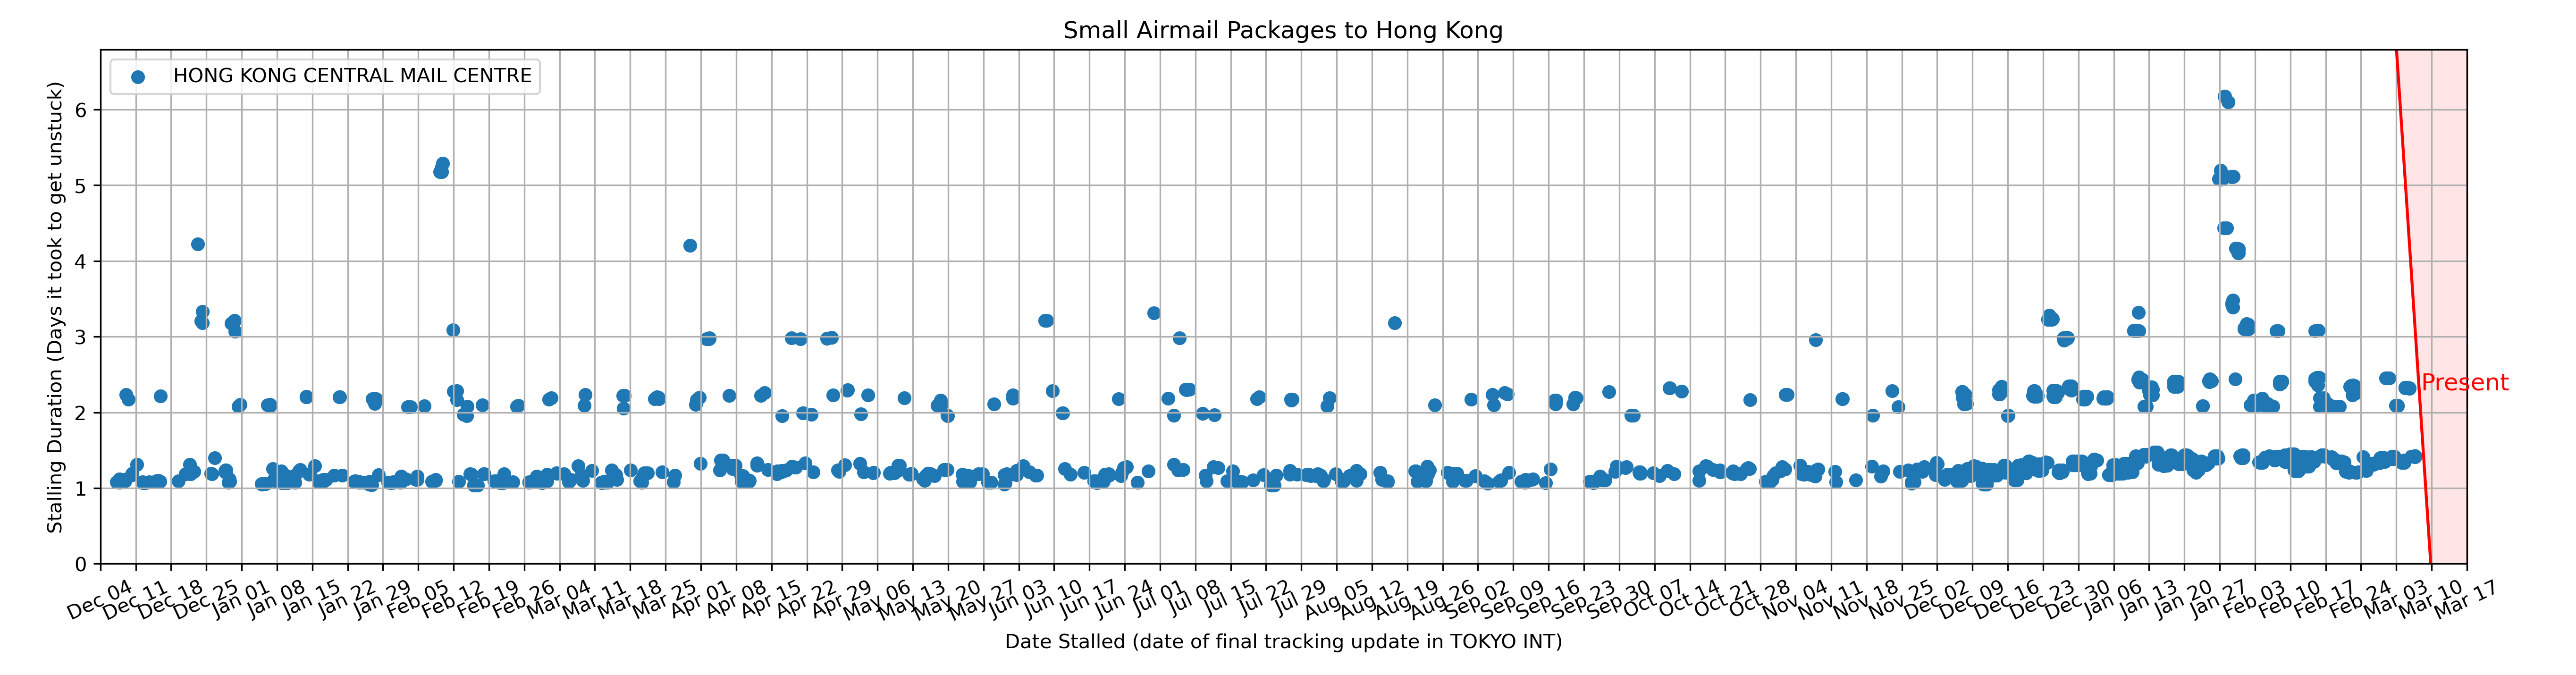 Small Airmail Packages to Hong Kong
HONG KONG CENTRAL MAIL CENTRE
Stalling Duration (Days it took to get unstuck)
6
5
4
3
2
1
0
Present
Dec 04 Dec 11 Dec 18 Dec 25 Jan 01 Jan 08 Jan 15 Jan 22 Jan 29 Feb 05 Feb 12 Feb 19 Feb 26 Mar 04 Mar 11 Mar 18 Mar 25 Apr 01 Apr 08 Apr 15 Apr 22 Apr 29 May 06 May 13 May 20 May 27 Jun 03 Jun 10 Jun 17 Jun 24 Jul 01 Jul 08 Jul 15 Jul 22 Jul 29 Aug 05 Aug 12 Aug 19 Aug 26 Sep 02 Sep 09 Sep 16 Sep 23 Sep 30 Oct 07 Oct 14 Oct 21 Oct 28 Nov 04 Nov 11 Nov 18 Nov 25 Dec 02 Dec 09 Dec 16 Dec 23 Dec 30 Jan 06 Jan 13 Jan 20 Jan 27 Feb 03 Feb 10 Feb 17 Feb 24 Mar 03 Mar 10 Mar 17
Date Stalled (date of final tracking update in TOKYO INT)